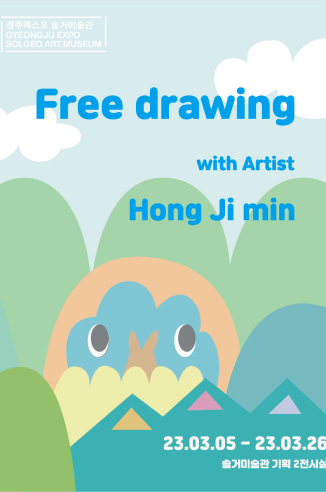 경주엑스포 솔거미술관
GYEONGJU EXPO
SOLGEO ART MUSEUM
Free drawing
with Artist
Hong Ji min
23.03.05 – 23.03.26
솔거미술관 기획 2전시실